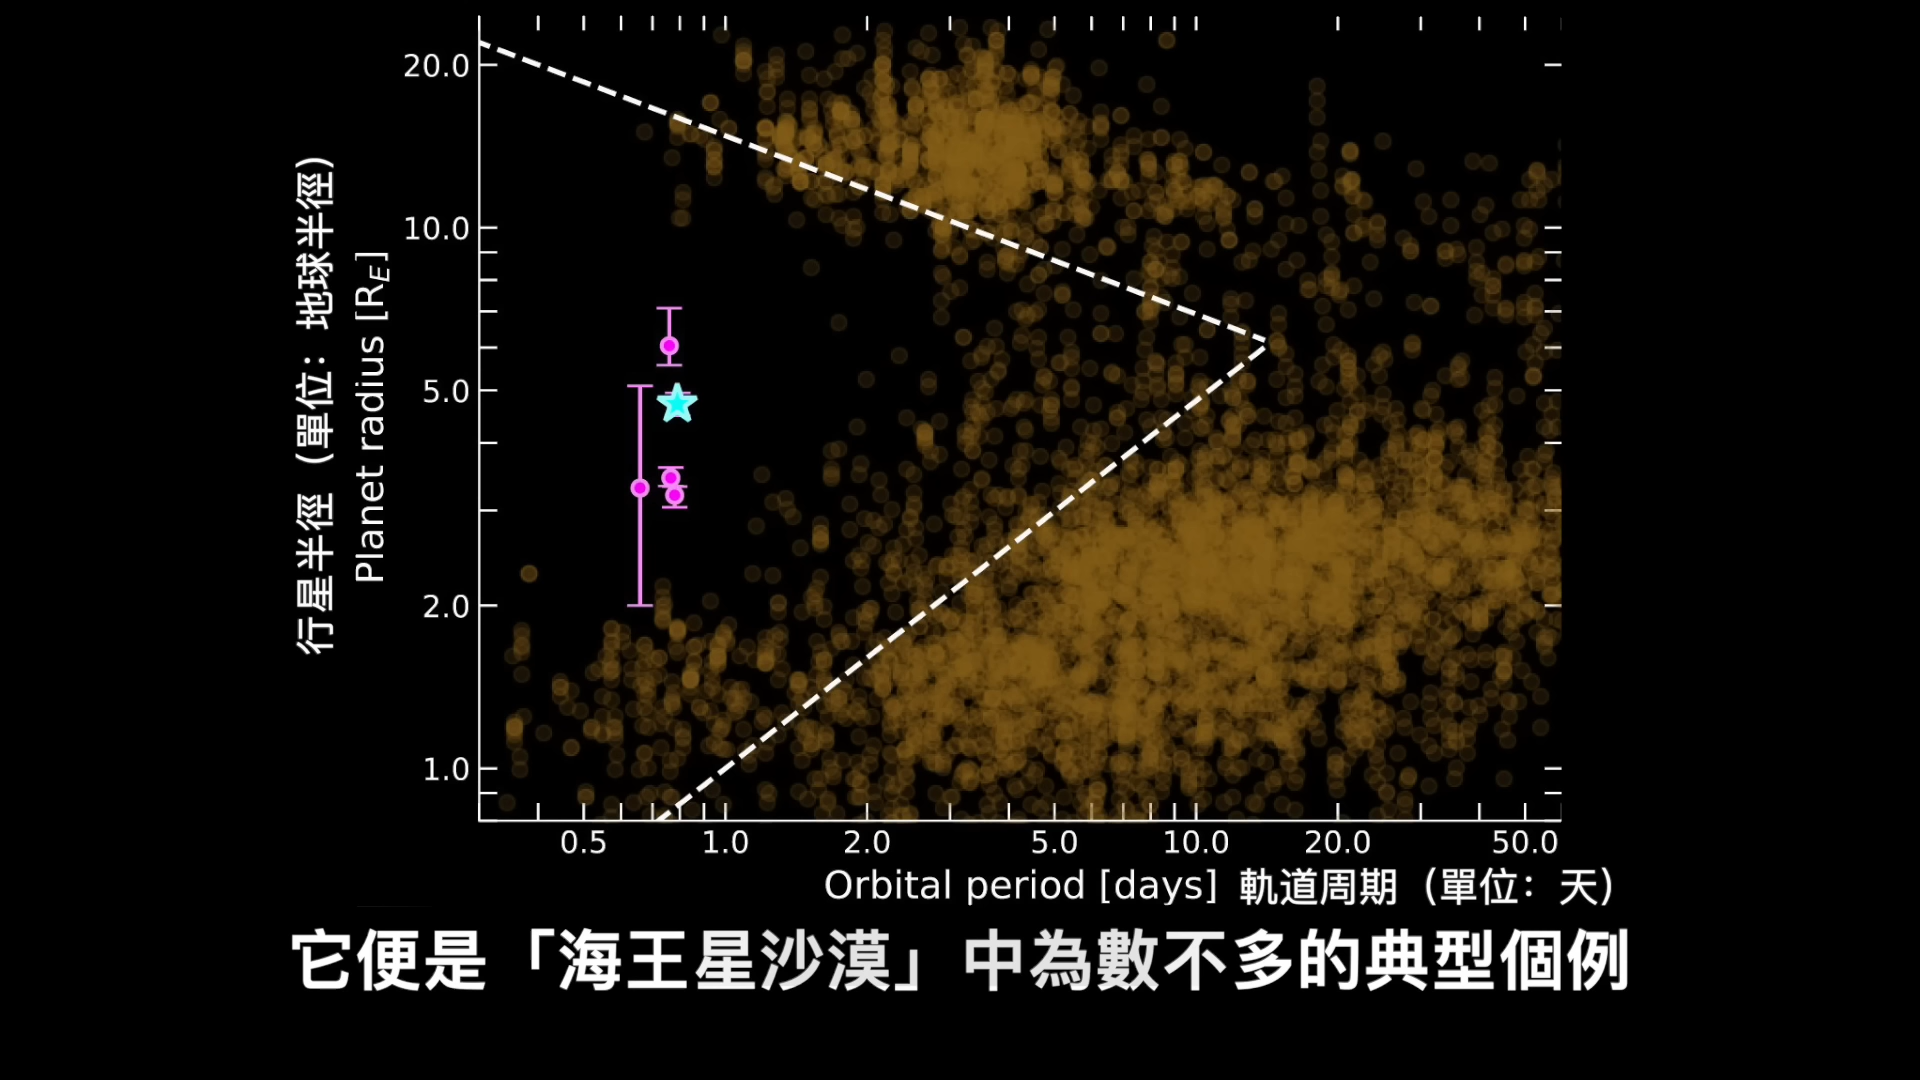 20.0
10.0
5.0
2.0
1.0
行星半徑（單位：地球半徑）
Planet radius [R_E]
0.5 1.0 2.0 5.0 10.0 20.0 50.0
Orbital period [days] 軌道周期（單位：天）
它便是「海王星沙漠」中為數不多的典型個例